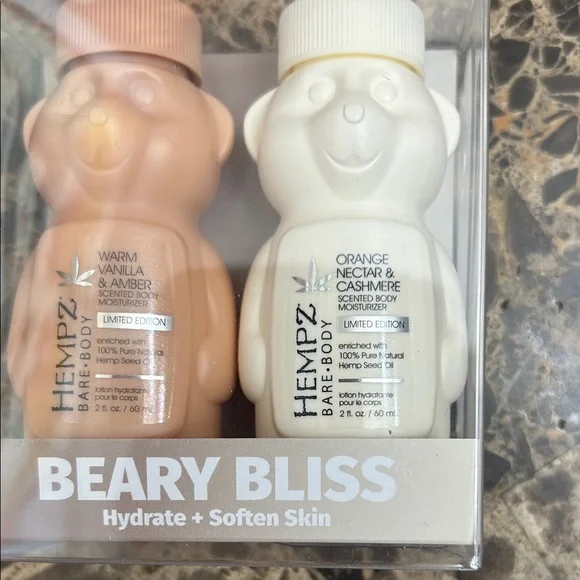 WARM
VANILLA
& AMBER
SCENTED BODY
MOISTURIZER
LIMITED EDITION
enriched with
100% Pure Natural
Hemp Seed Oil
lotion hydratante
pour le corps
2 fl. oz. / 60 mL
HEMPZ
BARE·BODY
ORANGE
NECTAR &
CASHMERE
SCENTED BODY
MOISTURIZER
LIMITED EDITION
enriched with
100% Pure Natural
Hemp Seed Oil
lotion hydratante
pour le corps
2 fl. oz. / 60 mL
HEMPZ
BARE·BODY
BEARY BLISS
Hydrate + Soften Skin